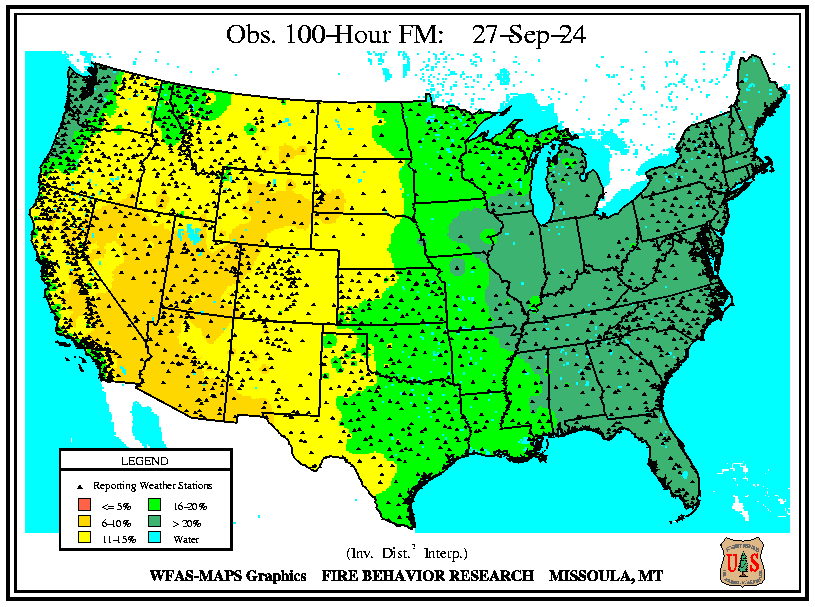 Obs. 100-Hour FM: 27-Sep-24
LEGEND
Reporting Weather Stations
<= 5% 16-20%
6-10% > 20%
11-15% Water
(Inv. Dist.² Interp.)
WFAS-MAPS Graphics FIRE BEHAVIOR RESEARCH MISSOULA, MT
US